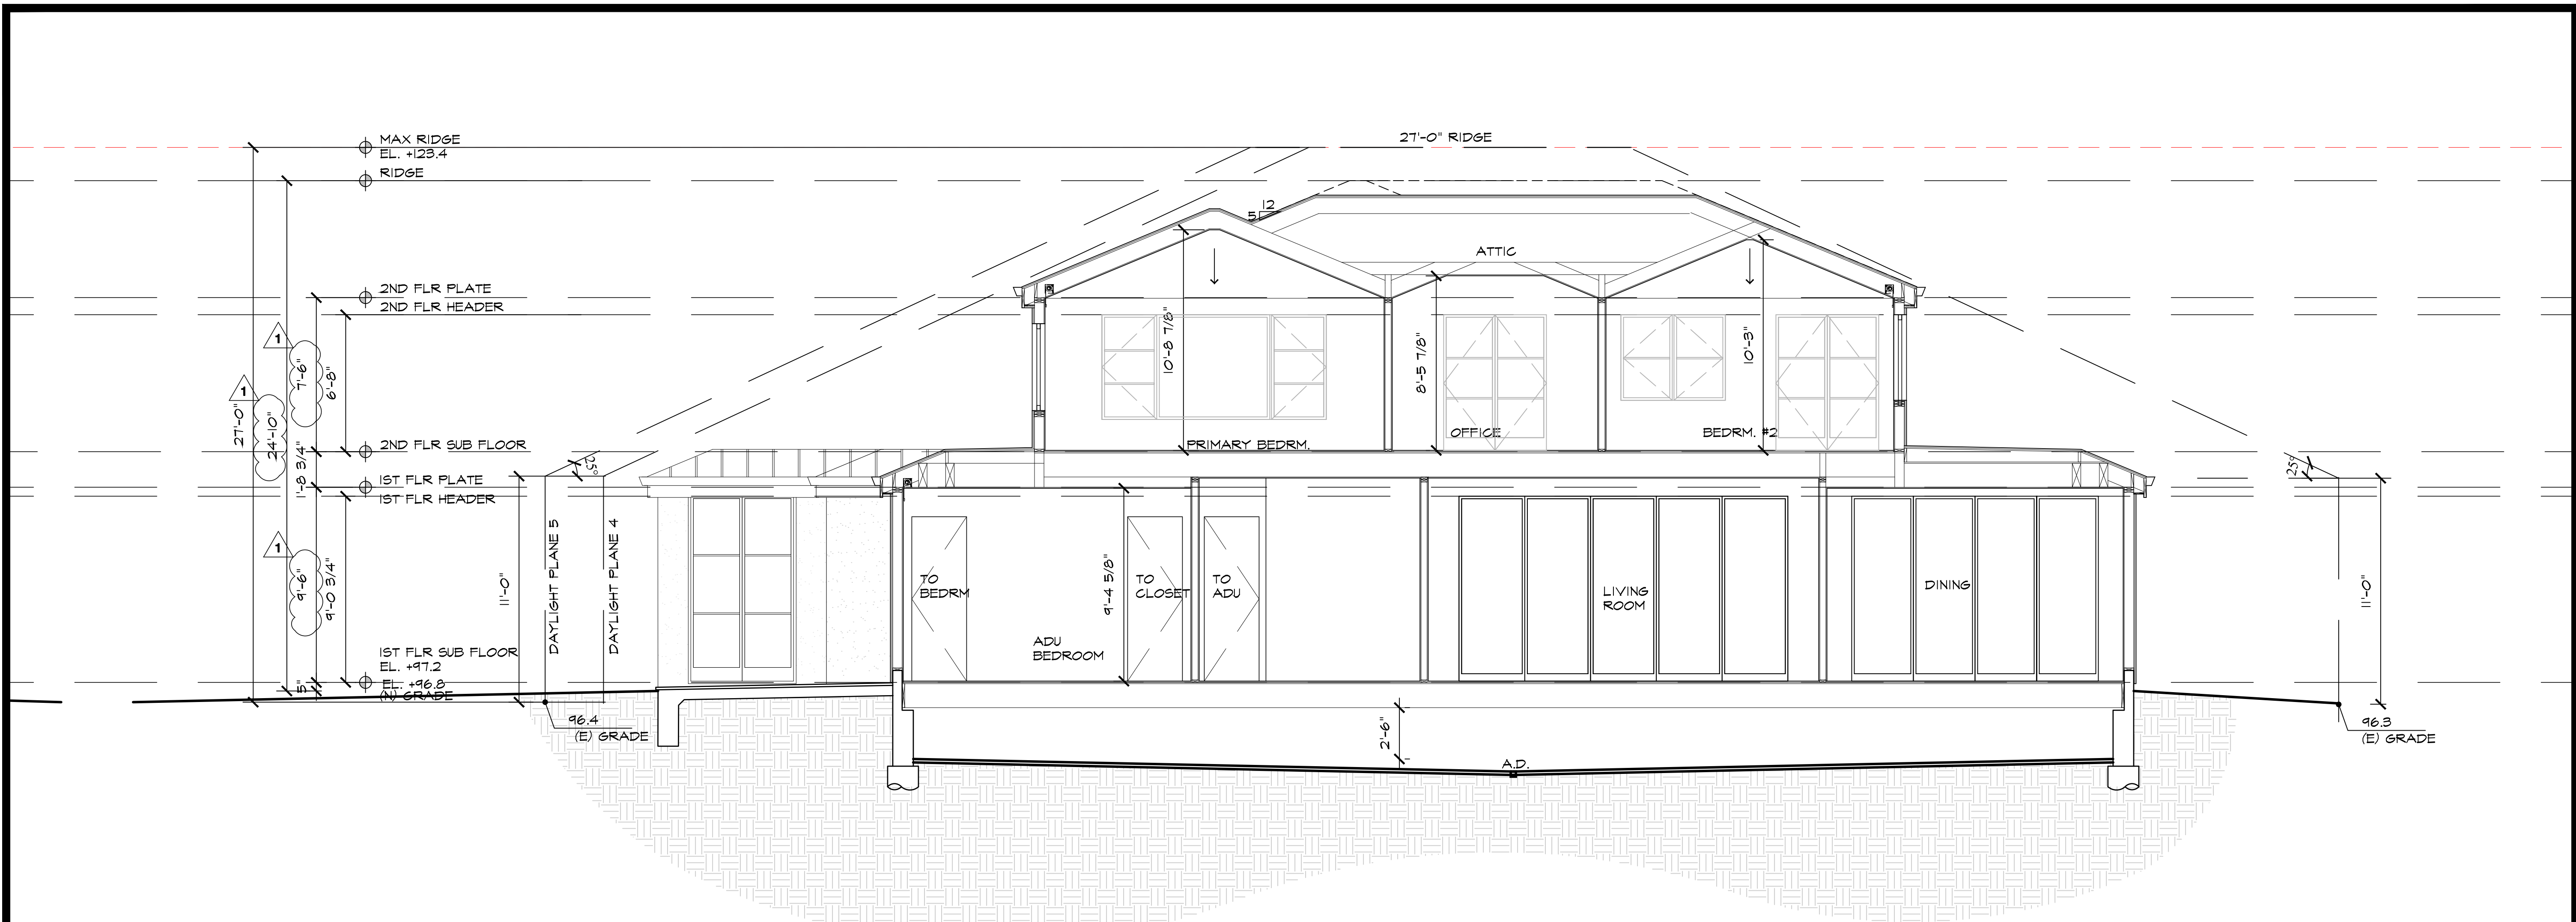 MAX RIDGE
EL. +123.4
RIDGE
27'-0" RIDGE
12
5
ATTIC
2ND FLR PLATE
2ND FLR HEADER
1
7'-6"
6'-8"
1
27'-0"
24'-10"
10'-8 7/8"
8'-5 7/8"
10'-3"
2ND FLR SUB FLOOR
PRIMARY BEDRM.
OFFICE
BEDRM. #2
1'-8 3/4"
25°
25°
1ST FLR PLATE
1ST FLR HEADER
1
9'-6"
9'-0 3/4"
11'-0"
DAYLIGHT PLANE 5
DAYLIGHT PLANE 4
TO
BEDRM
9'-4 5/8"
TO
CLOSET
TO
ADU
LIVING
ROOM
DINING
11'-0"
ADU
BEDROOM
1ST FLR SUB FLOOR
EL. +97.2
EL. +96.8
(N) GRADE
5"
96.4
(E) GRADE
2'-6"
A.D.
96.3
(E) GRADE